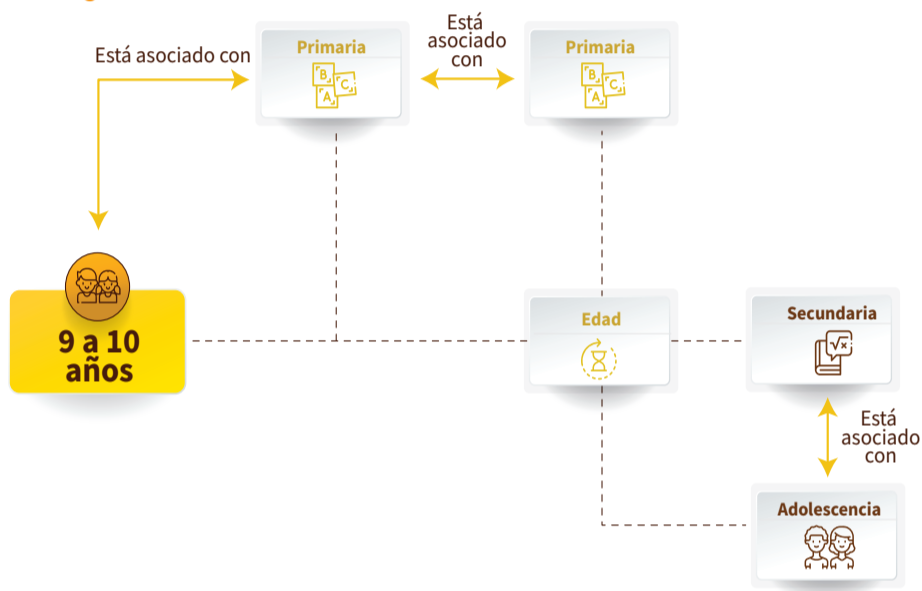 Está asociado con
Primaria
B
C
A
Está
asociado
con
Primaria
B
C
A
9 a 10
años
Edad
Secundaria
√x
Está
asociado
con
Adolescencia